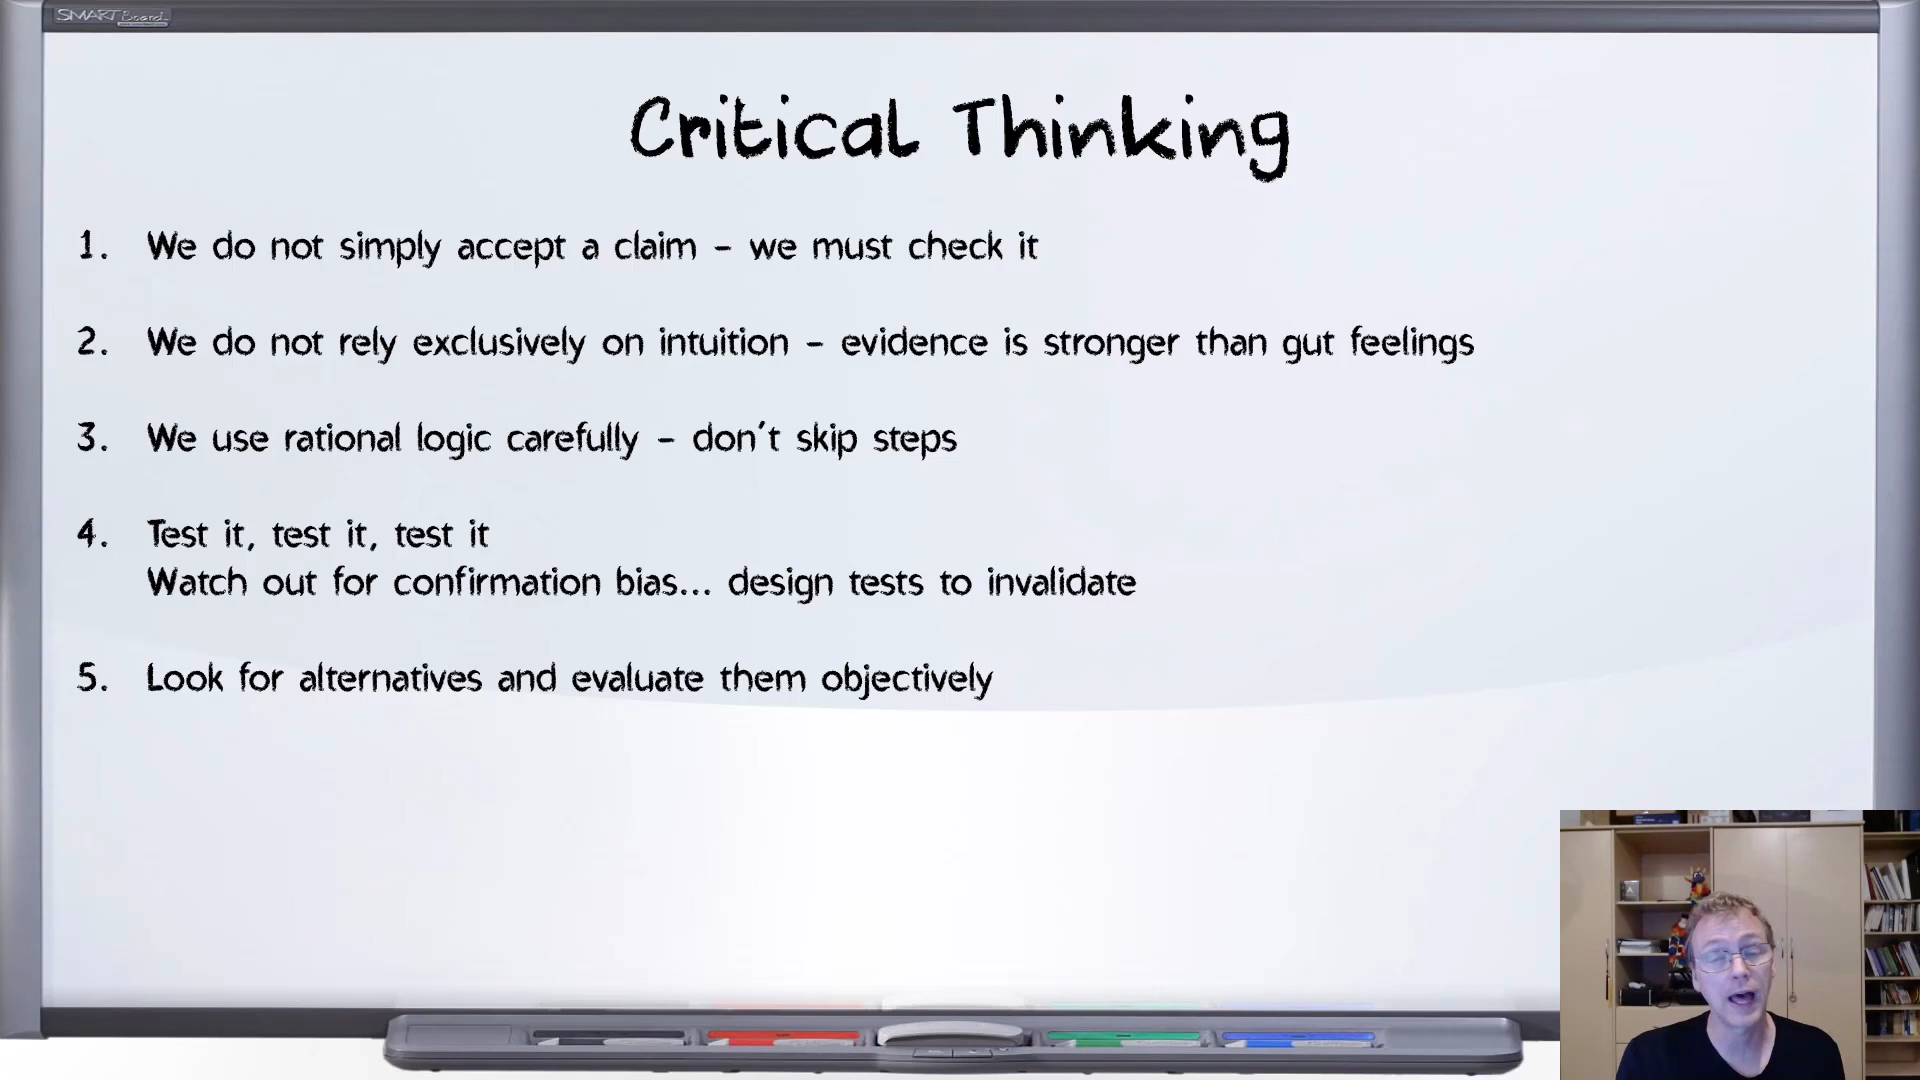 SMART Board
Critical Thinking
1. We do not simply accept a claim – we must check it
2. We do not rely exclusively on intuition – evidence is stronger than gut feelings
3. We use rational logic carefully – don't skip steps
4. Test it, test it, test it
Watch out for confirmation bias... design tests to invalidate
5. Look for alternatives and evaluate them objectively